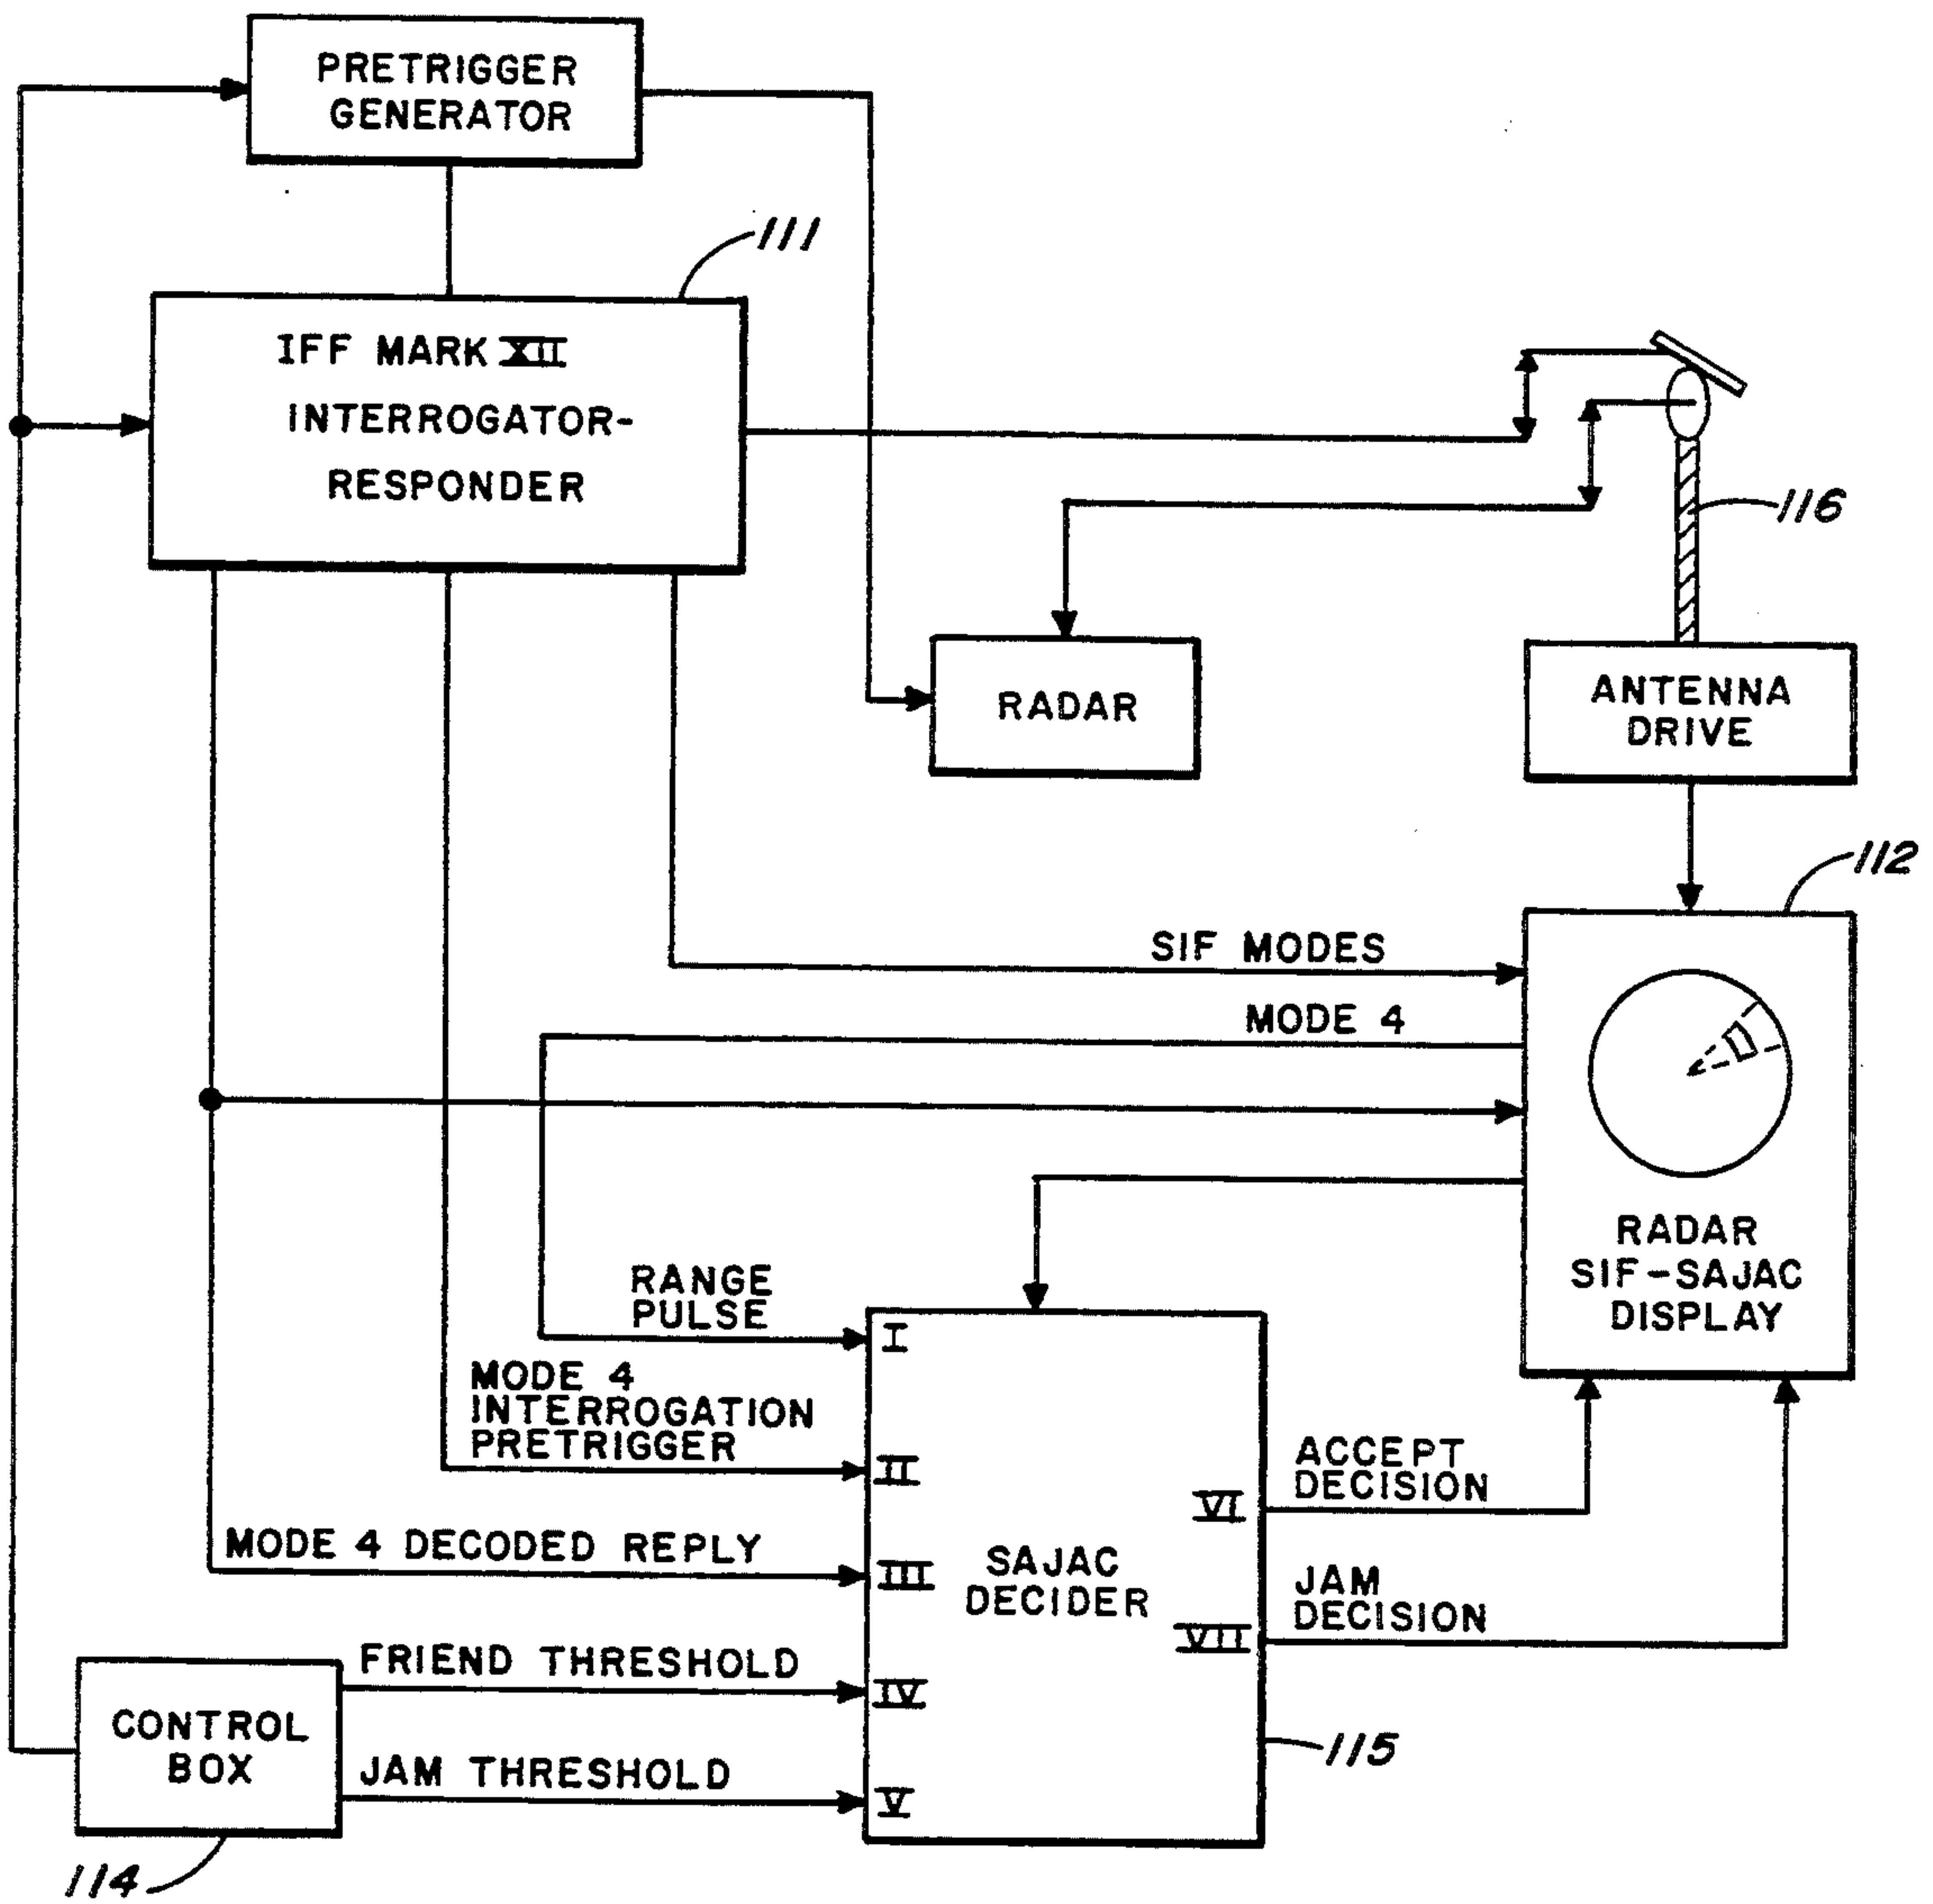 PRETRIGGER
GENERATOR
111
IFF MARK XII
INTERROGATOR-
RESPONDER
116
RADAR
ANTENNA
DRIVE
112
SIF MODES
MODE 4
RADAR
SIF-SAJAC
DISPLAY
RANGE
PULSE
I
MODE 4
INTERROGATION
PRETRIGGER
II
ACCEPT
DECISION
VI
MODE 4 DECODED REPLY
III
SAJAC
DECIDER
JAM
DECISION
VII
FRIEND THRESHOLD
IV
CONTROL
BOX
115
JAM THRESHOLD
V
114